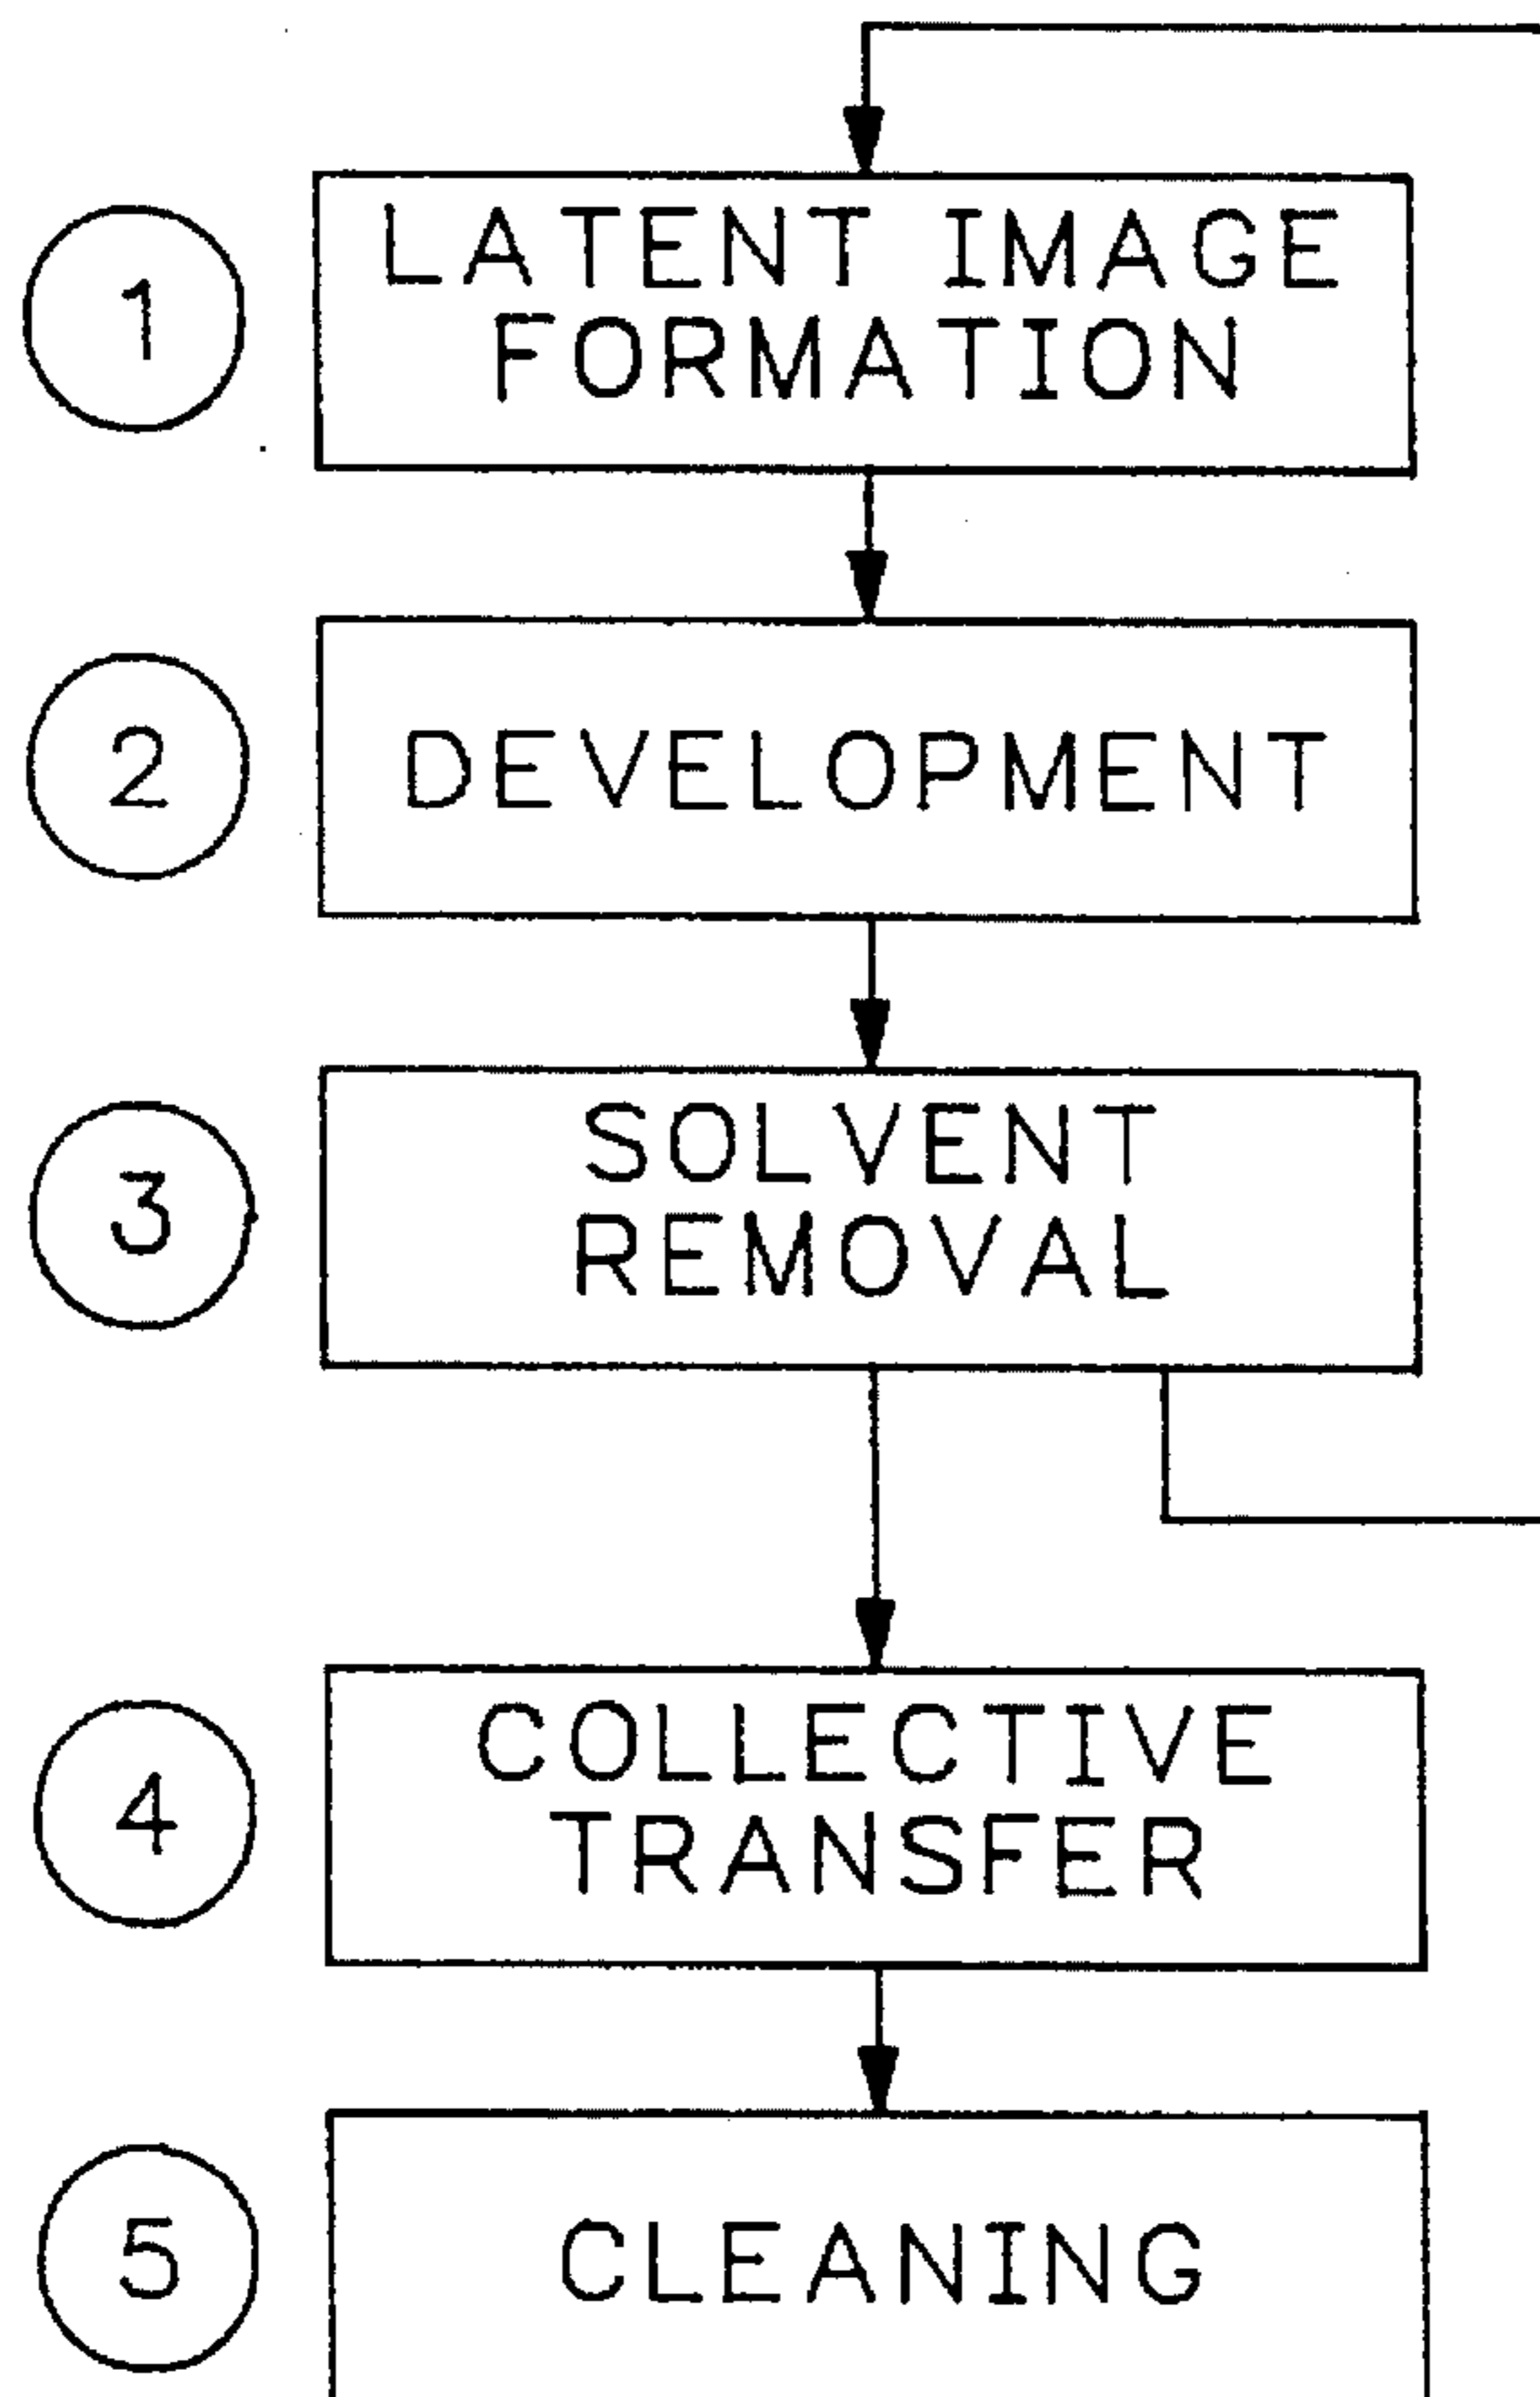 1
LATENT IMAGE
FORMATION
2
DEVELOPMENT
3
SOLVENT
REMOVAL
4
COLLECTIVE
TRANSFER
5
CLEANING